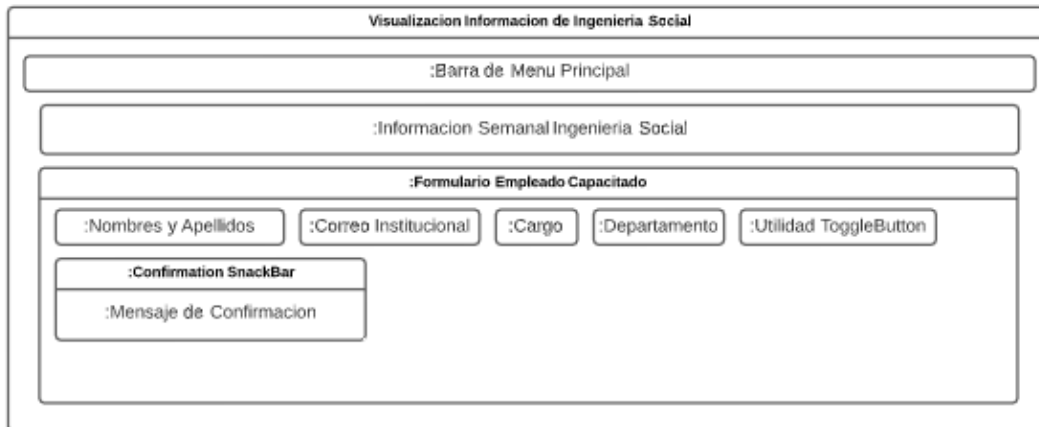 Visualizacion Informacion de Ingenieria Social
:Barra de Menu Principal
:Informacion Semanal Ingenieria Social
:Formulario Empleado Capacitado
:Nombres y Apellidos :Correo Institucional :Cargo :Departamento :Utilidad ToggleButton
:Confirmation SnackBar
:Mensaje de Confirmacion